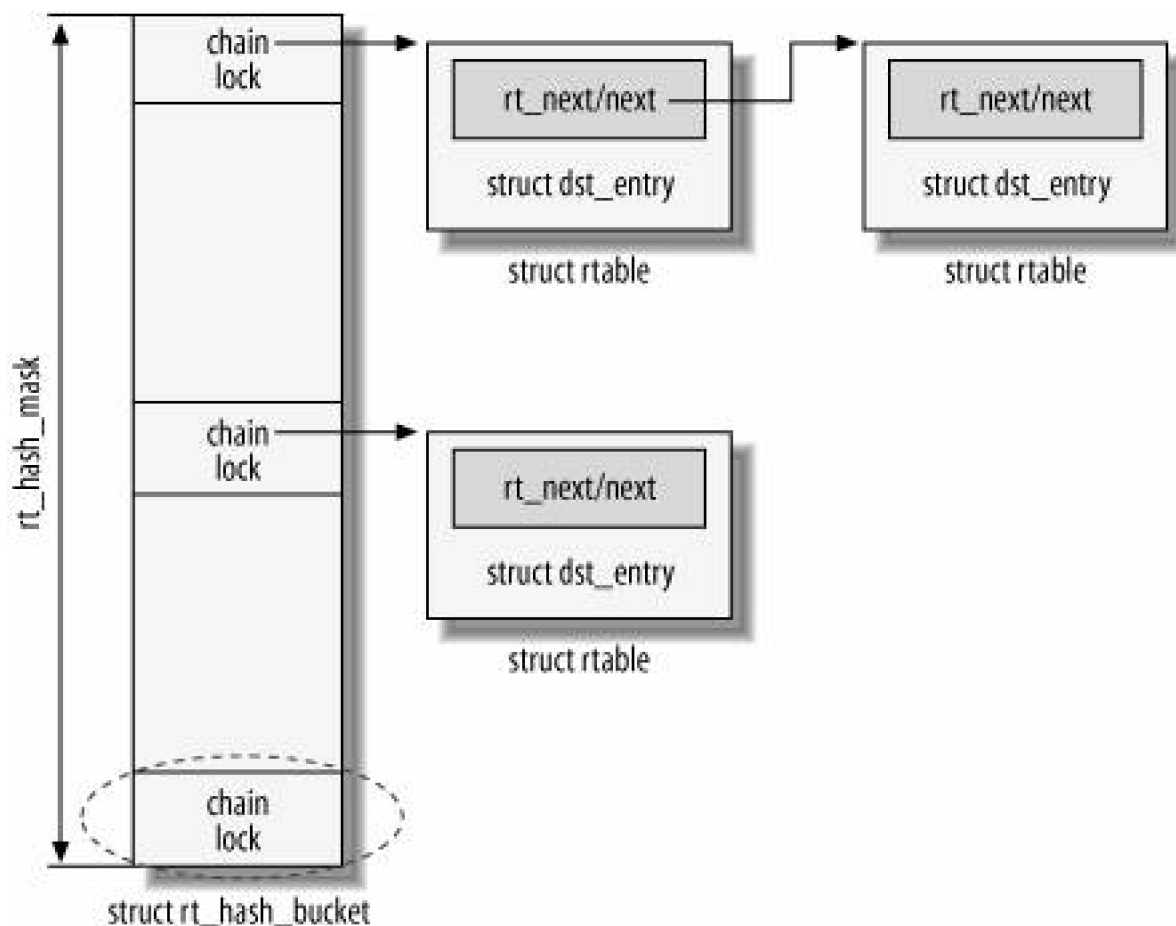 chain
lock
rt_next/next
struct dst_entry
struct rtable
rt_next/next
struct dst_entry
struct rtable
rt_hash_mask
chain
lock
rt_next/next
struct dst_entry
struct rtable
chain
lock
struct rt_hash_bucket